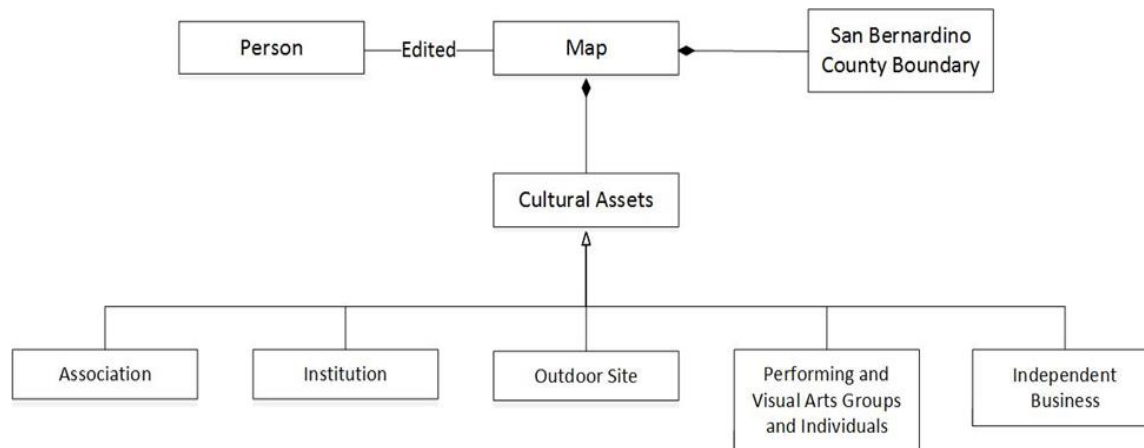 Person
Edited
Map
San Bernardino
County Boundary
Cultural Assets
Association
Institution
Outdoor Site
Performing and
Visual Arts Groups
and Individuals
Independent
Business